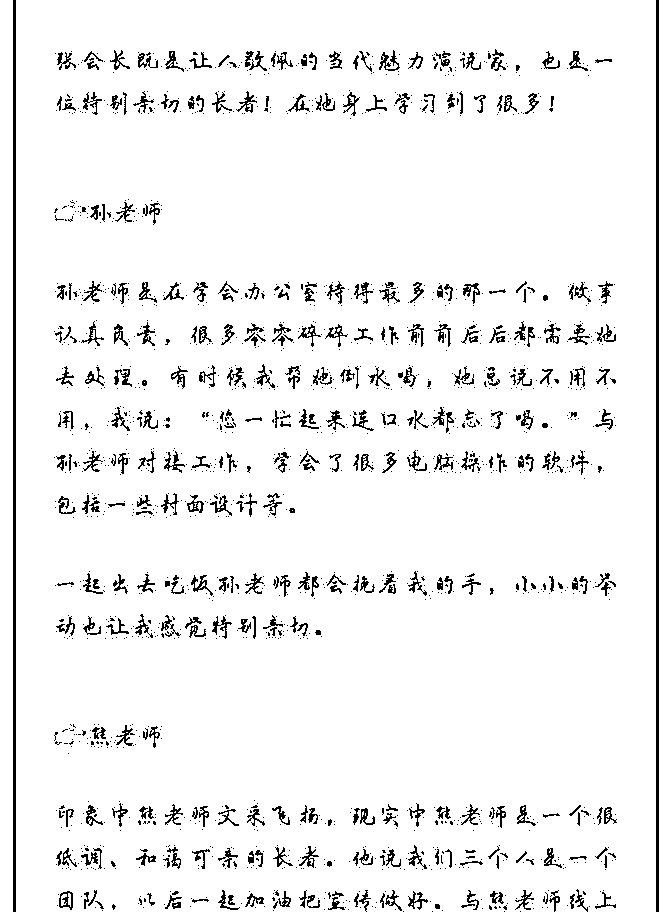 张会长既是让人敬佩的当代魅力演说家，也是一
位特别亲切的长者！在她身上学习到了很多！
👉孙老师
孙老师是在学会办公室待得最多的那一个。做事
认真负责，很多零零碎碎工作前前后后都需要她
去处理。有时候我帮她倒水喝，她总说不用不
用，我说：“您一忙起来连口水都忘了喝。”与
孙老师对接工作，学会了很多电脑操作的软件，
包括一些封面设计等。
一起出去吃饭孙老师都会挽着我的手，小小的举
动也让我感觉特别亲切。
👉熊老师
印象中熊老师文采飞扬，现实中熊老师是一个很
低调、和蔼可亲的长者。他说我们三个人是一个
团队，以后一起加油把宣传做好。与熊老师线上